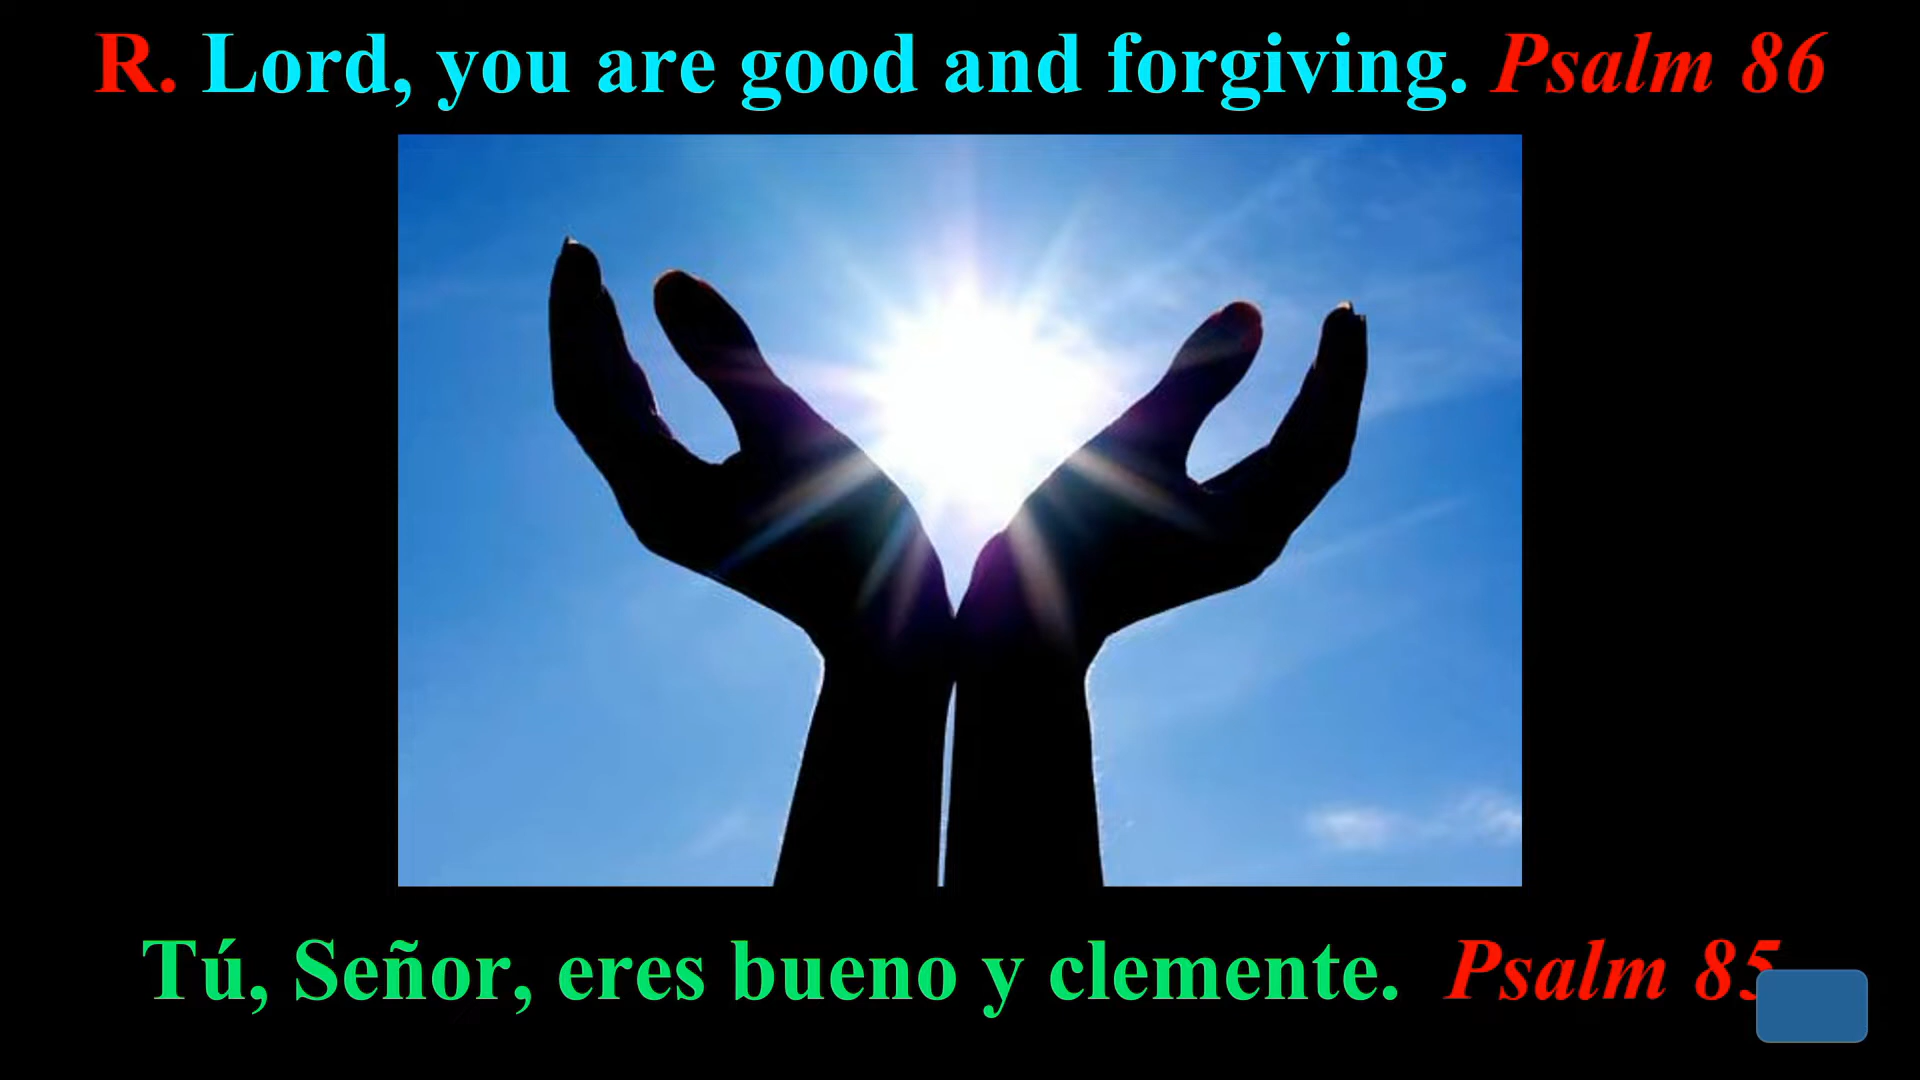 R. Lord, you are good and forgiving. Psalm 86
Tú, Señor, eres bueno y clemente. Psalm 85